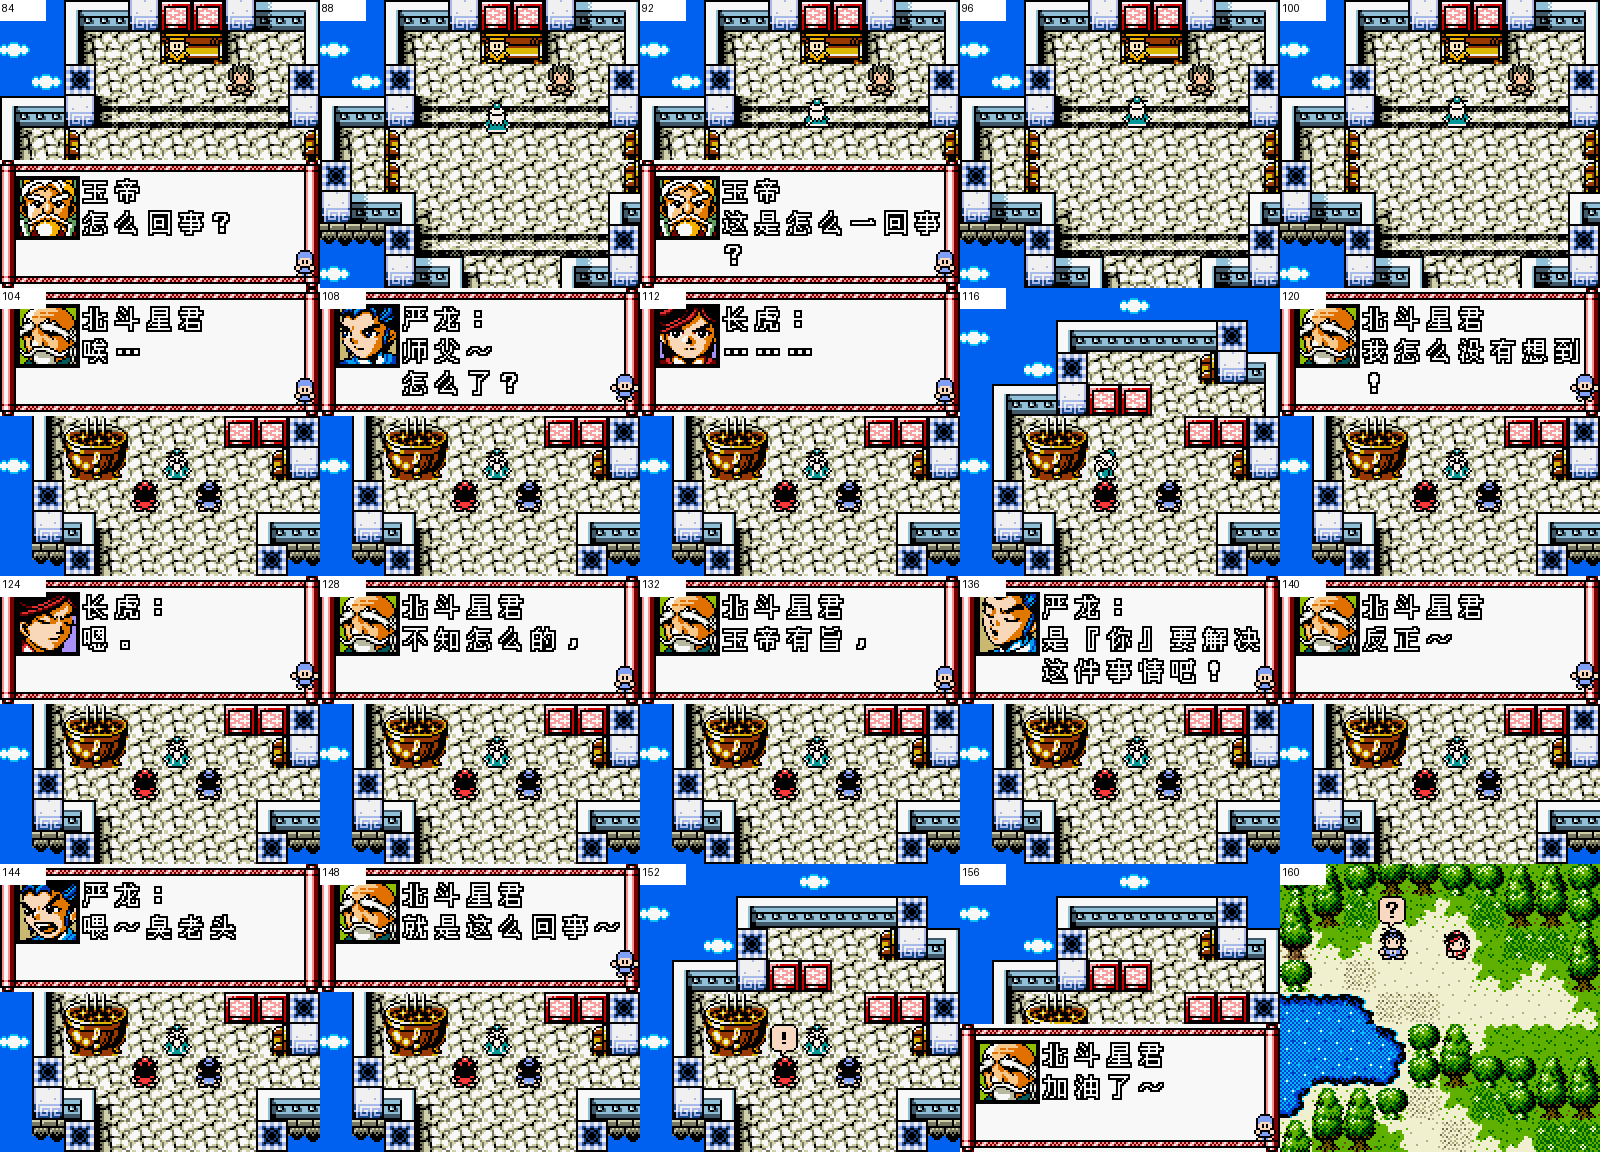 84
88
92
96
100
玉帝
怎么回事？
玉帝
这是怎么一回事
？
104
108
112
116
120
北斗星君
唉…
严龙：
师父～
怎么了？
长虎：
………
北斗星君
我怎么没有想到
！
124
128
132
136
140
长虎：
嗯。
北斗星君
不知怎么的，
北斗星君
玉帝有旨，
严龙：
是『你』要解决
这件事情吧！
北斗星君
反正～
144
148
152
156
160
严龙：
喂～臭老头
北斗星君
就是这么回事～
!
?
北斗星君
加油了～